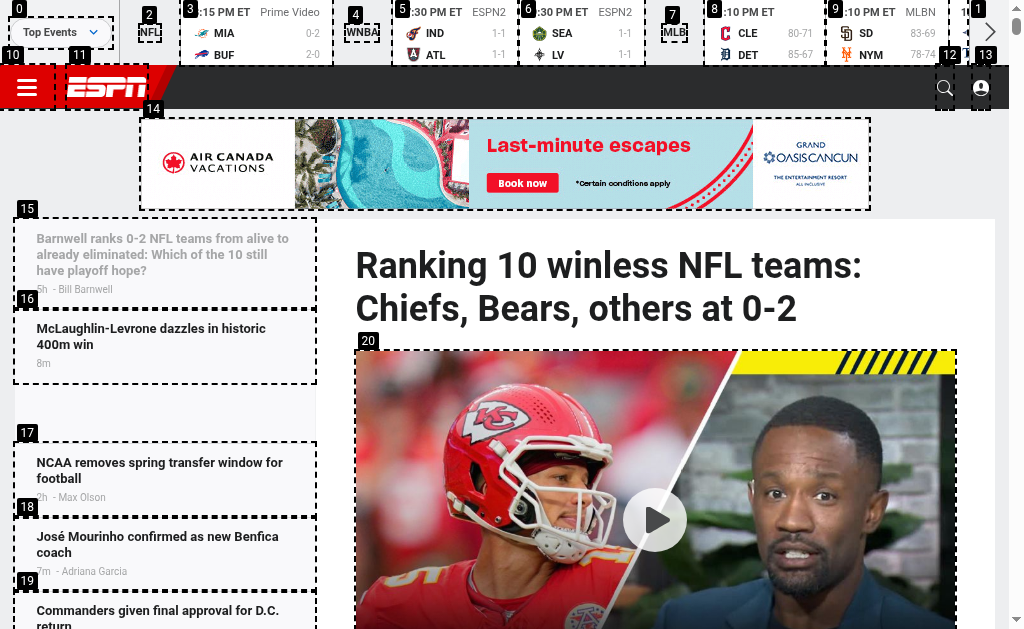 0
2
3
:15 PM ET Prime Video
4
5
:30 PM ET ESPN2
6
:30 PM ET ESPN2
7
8
:10 PM ET
9
:10 PM ET MLBN
1
Top Events
NFL
MIA 0-2
BUF 2-0
WNBA
IND 1-1
ATL 1-1
SEA 1-1
LV 1-1
MLB
CLE 80-71
DET 85-67
SD 83-69
NYM 78-74
10
11
12
13
ESPN
14
AIR CANADA
VACATIONS
Last-minute escapes
Book now
*Certain conditions apply
GRAND
OASIS CANCUN
THE ENTERTAINMENT RESORT
ALL INCLUSIVE
15
Barnwell ranks 0-2 NFL teams from alive to
already eliminated: Which of the 10 still
have playoff hope?
5h - Bill Barnwell
16
McLaughlin-Levrone dazzles in historic
400m win
8m
17
NCAA removes spring transfer window for
football
2h - Max Olson
18
José Mourinho confirmed as new Benfica
coach
7m - Adriana Garcia
19
Commanders given final approval for D.C.
return
Ranking 10 winless NFL teams:
Chiefs, Bears, others at 0-2
20